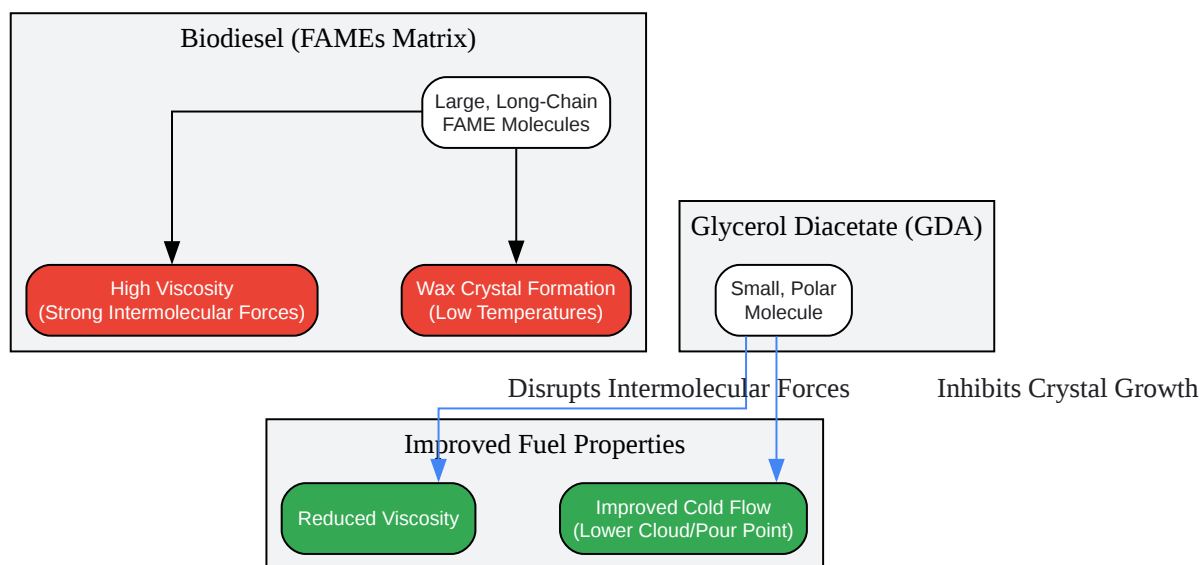 Biodiesel (FAMEs Matrix)
Large, Long-Chain
FAME Molecules
High Viscosity
(Strong Intermolecular Forces)
Wax Crystal Formation
(Low Temperatures)
Glycerol Diacetate (GDA)
Small, Polar
Molecule
Disrupts Intermolecular Forces
Inhibits Crystal Growth
Improved Fuel Properties
Reduced Viscosity
Improved Cold Flow
(Lower Cloud/Pour Point)